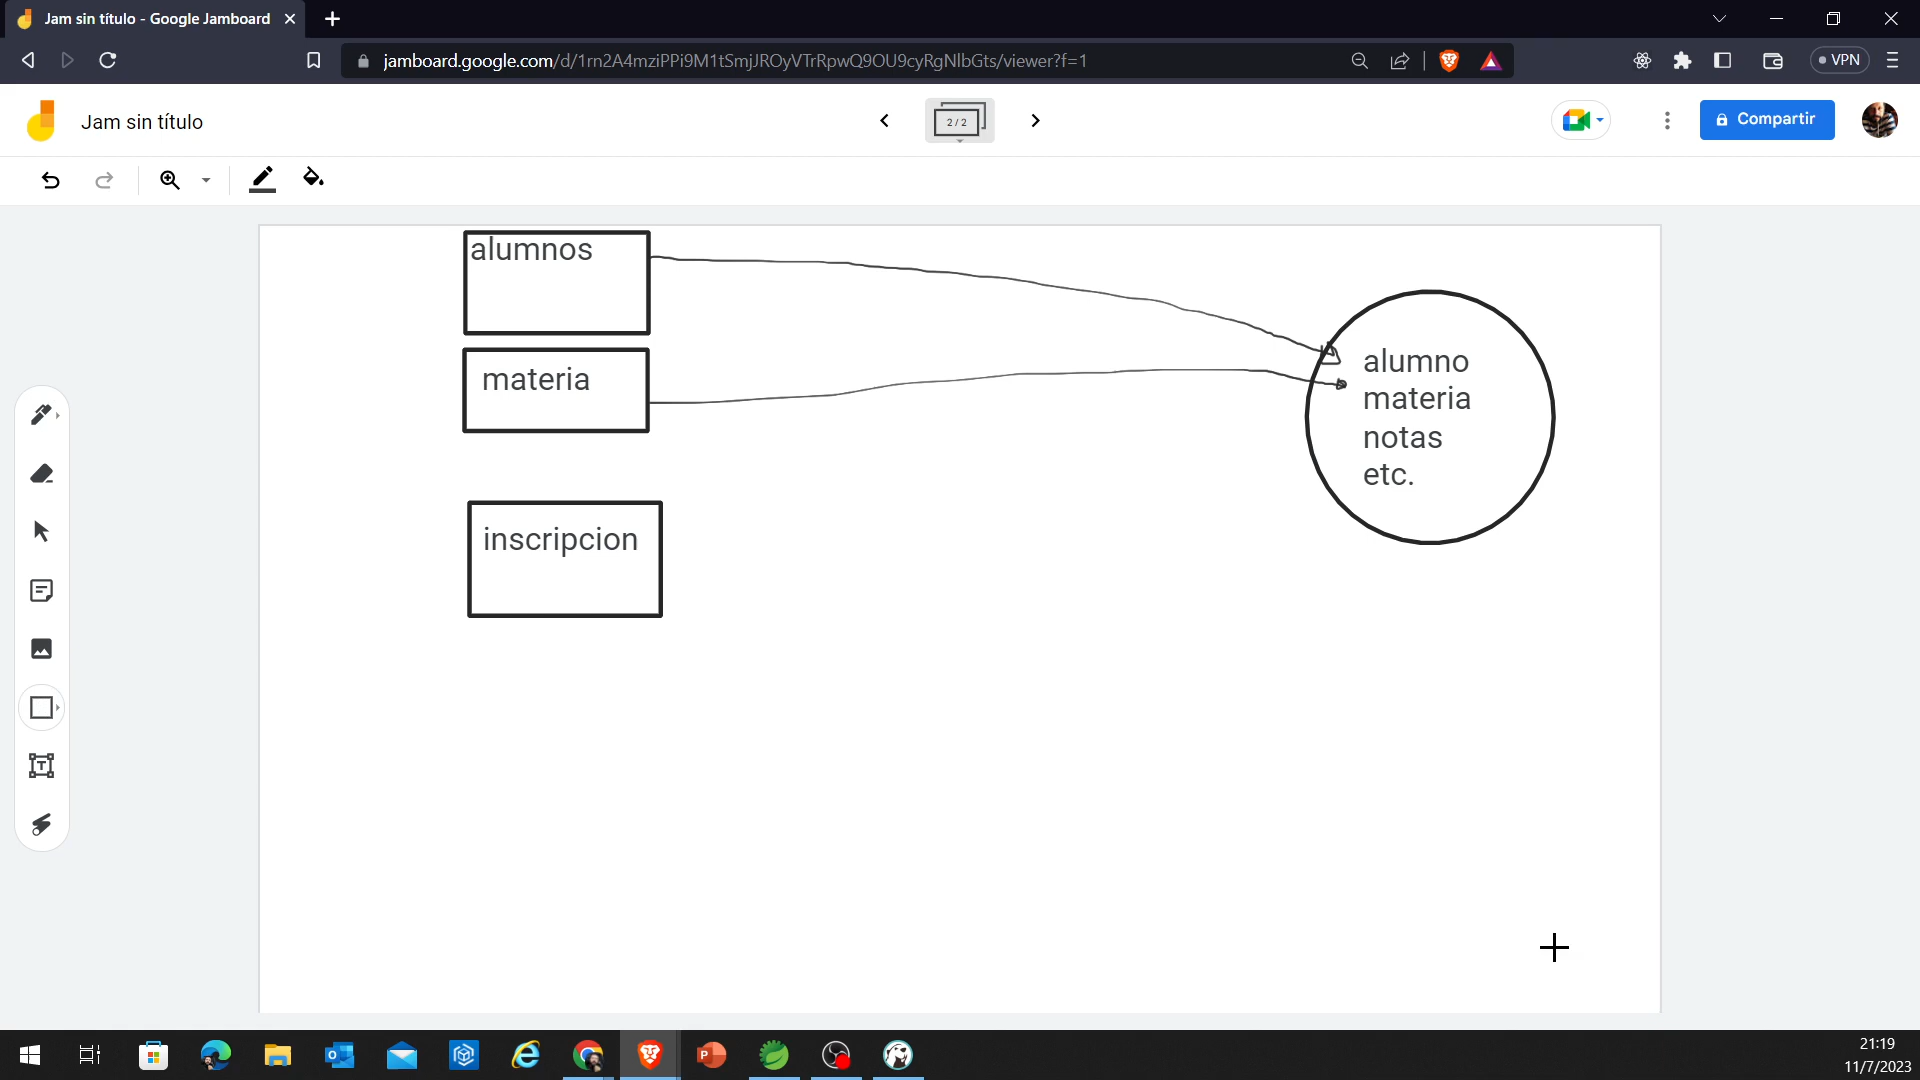 Jam sin título - Google Jamboard
jamboard.google.com/d/1rn2A4mziPPi9M1tSmjJROyVTrRpwQ9OU9cyRgNlbGts/viewer?f=1
VPN
Jam sin título
2 / 2
Compartir
alumnos
materia
inscripcion
alumno
materia
notas
etc.
21:19
11/7/2023